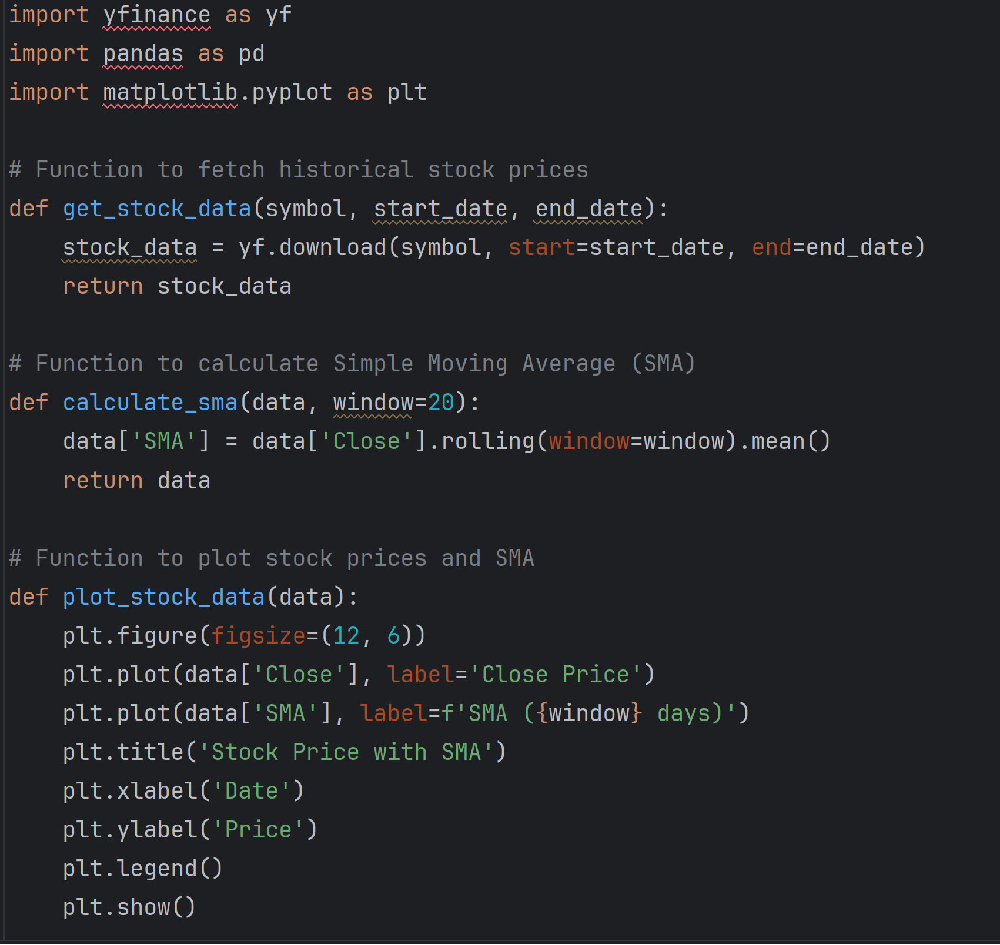 import yfinance as yf
import pandas as pd
import matplotlib.pyplot as plt

# Function to fetch historical stock prices
def get_stock_data(symbol, start_date, end_date):
    stock_data = yf.download(symbol, start=start_date, end=end_date)
    return stock_data

# Function to calculate Simple Moving Average (SMA)
def calculate_sma(data, window=20):
    data['SMA'] = data['Close'].rolling(window=window).mean()
    return data

# Function to plot stock prices and SMA
def plot_stock_data(data):
    plt.figure(figsize=(12, 6))
    plt.plot(data['Close'], label='Close Price')
    plt.plot(data['SMA'], label=f'SMA ({window} days)')
    plt.title('Stock Price with SMA')
    plt.xlabel('Date')
    plt.ylabel('Price')
    plt.legend()
    plt.show()